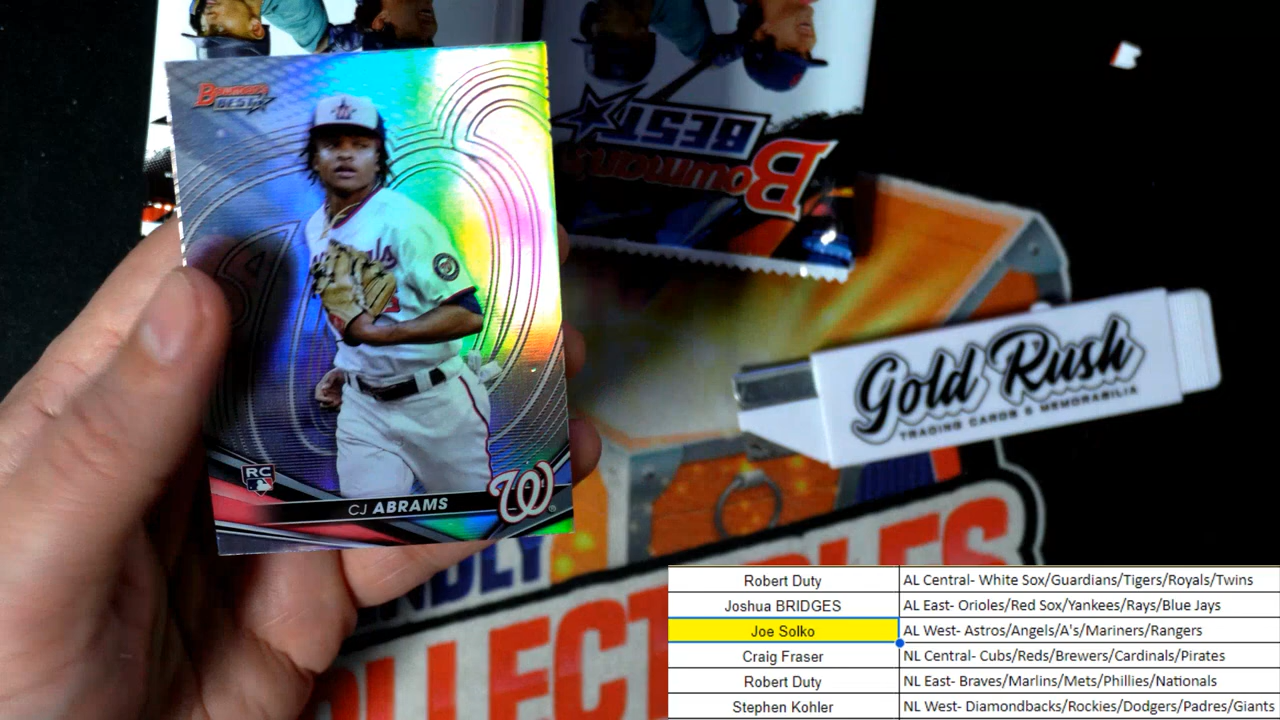 Bowman's
BEST
RC
CJ ABRAMS
W
Bowman's
BEST
Gold Rush
TRADING CARDS & MEMORABILIA
NDLY
LLECT BLES
Robert Duty AL Central- White Sox/Guardians/Tigers/Royals/Twins
Joshua BRIDGES AL East- Orioles/Red Sox/Yankees/Rays/Blue Jays
Joe Solko AL West- Astros/Angels/A's/Mariners/Rangers
Craig Fraser NL Central- Cubs/Reds/Brewers/Cardinals/Pirates
Robert Duty NL East- Braves/Marlins/Mets/Phillies/Nationals
Stephen Kohler NL West- Diamondbacks/Rockies/Dodgers/Padres/Giants